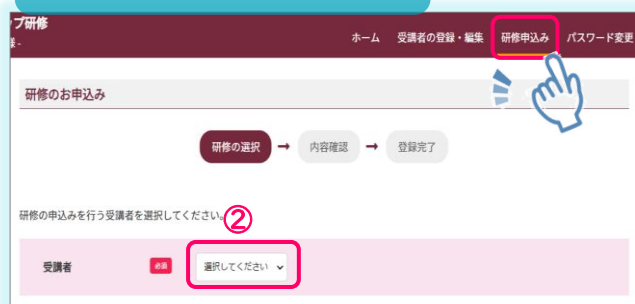 プ研修
様 -
ホーム 受講者の登録・編集 研修申込み パスワード変更
研修のお申込み
研修の選択 → 内容確認 → 登録完了
研修の申込みを行う受講者を選択してください。
②
受講者 必須 選択してください